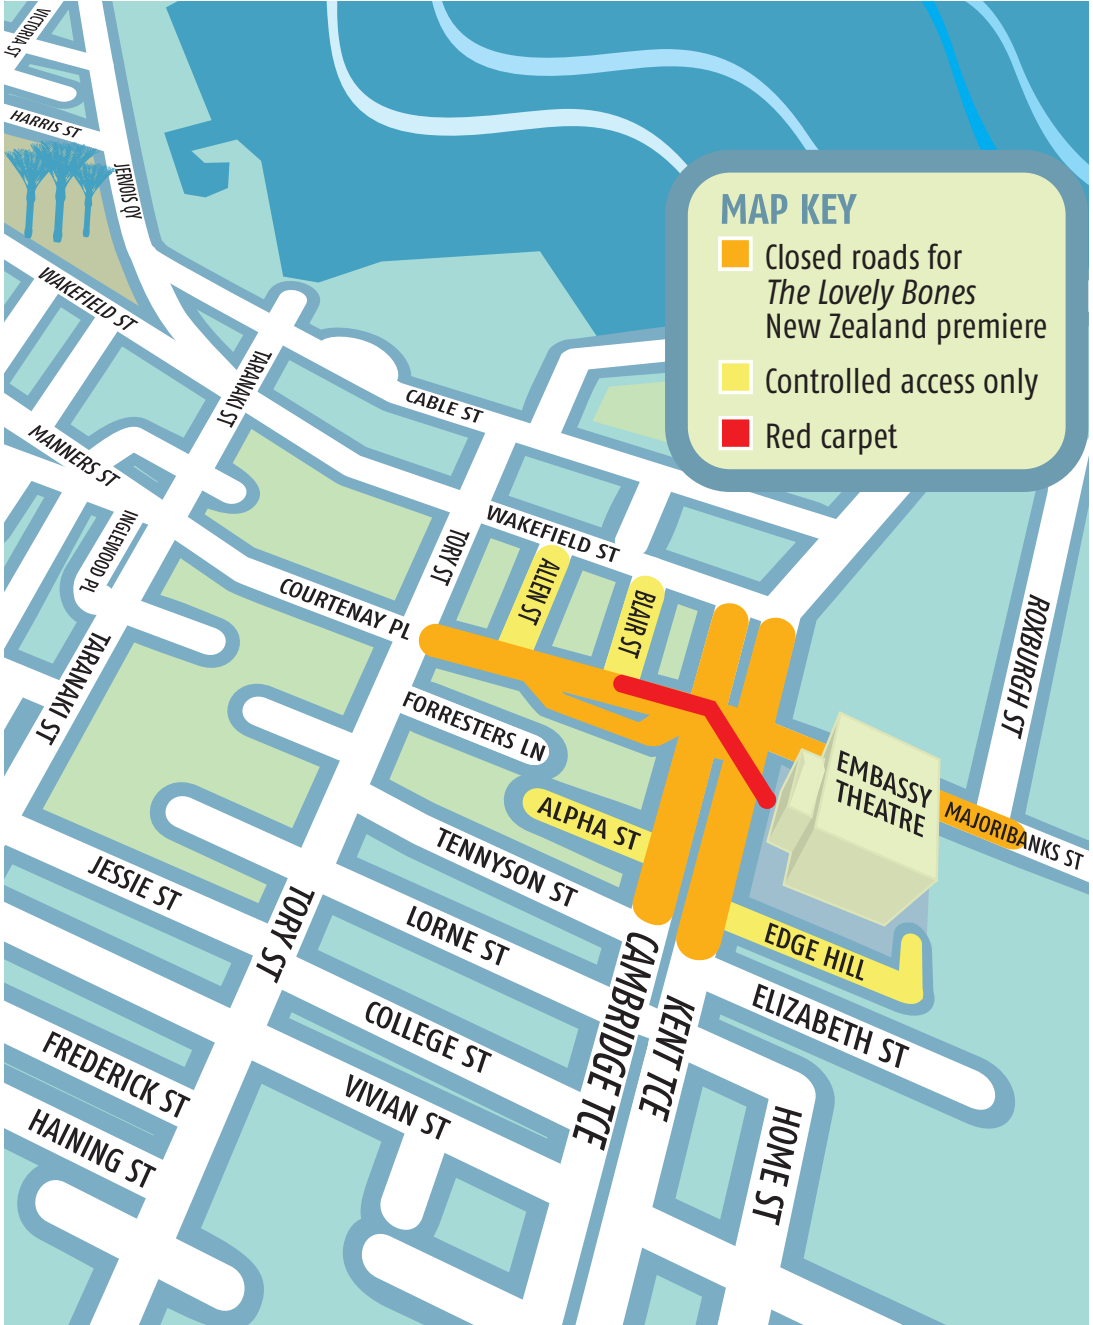 VICTORIA ST
HARRIS ST
JERVOIS QY
MAP KEY
Closed roads for
The Lovely Bones
New Zealand premiere
Controlled access only
Red carpet
WAKEFIELD ST
TARANAKI ST
CABLE ST
MANNERS ST
INGLEWOOD PL
WAKEFIELD ST
TORY ST
ALLEN ST
BLAIR ST
COURTENAY PL
ROXBURGH ST
TARANAKI ST
FORRESTERS LN
EMBASSY
THEATRE
ALPHA ST
MAJORIBANKS ST
TENNYSON ST
JESSIE ST
LORNE ST
TORY ST
EDGE HILL
CAMBRIDGE TCE
KENT TCE
ELIZABETH ST
COLLEGE ST
FREDERICK ST
VIVIAN ST
HAINING ST
HOME ST